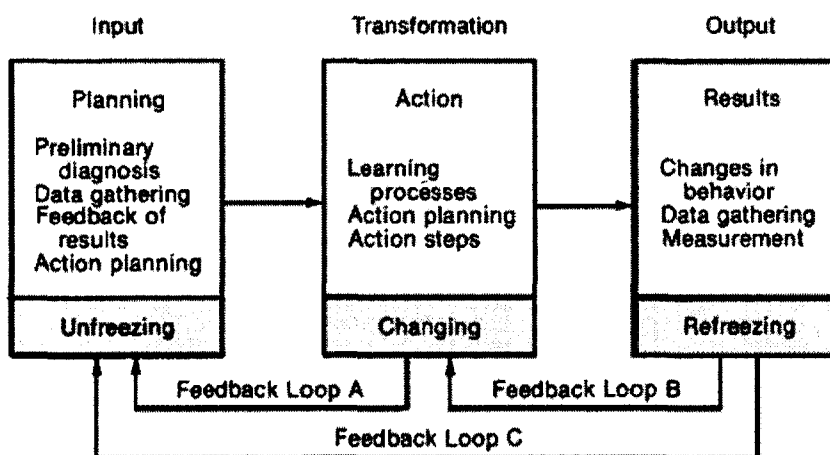 Input
Transformation
Output
Planning
Preliminary
diagnosis
Data gathering
Feedback of
results
Action planning
Unfreezing
Action
Learning
processes
Action planning
Action steps
Changing
Results
Changes in
behavior
Data gathering
Measurement
Refreezing
Feedback Loop A
Feedback Loop B
Feedback Loop C